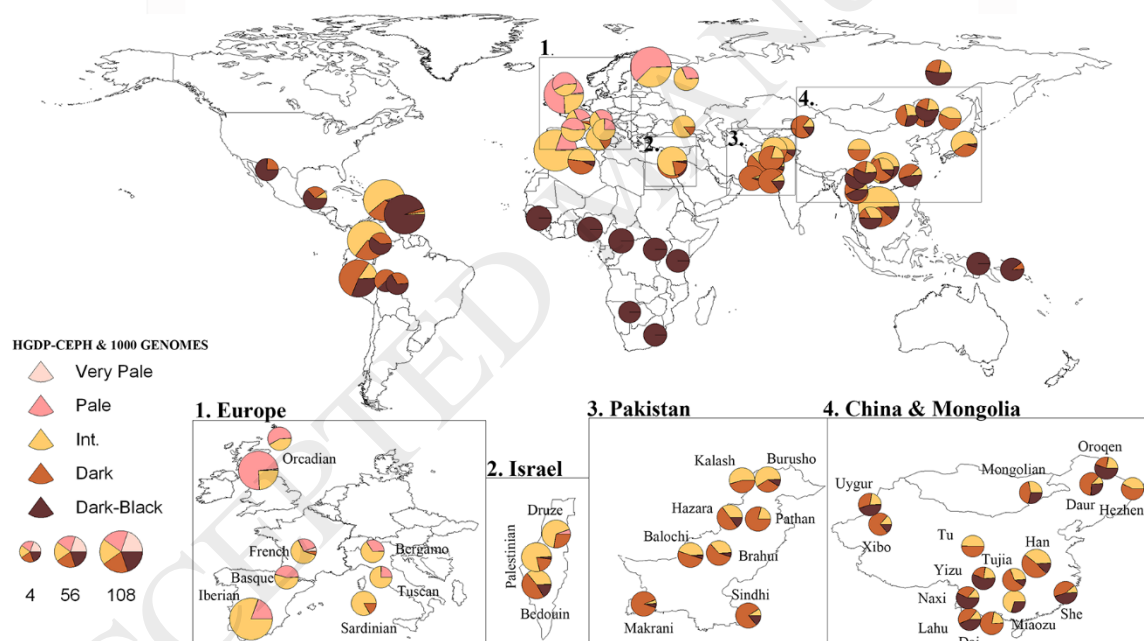 1.
4.
3.
2.
HGDP-CEPH & 1000 GENOMES
Very Pale
Pale
Int.
Dark
Dark-Black
4 56 108
1. Europe
Orcadian
French
Bergamo
Basque
Tuscan
Iberian
Sardinian
2. Israel
Druze
Palestinian
Bedouin
3. Pakistan
Kalash
Burusho
Hazara
Pathan
Balochi
Brahui
Sindhi
Makrani
4. China & Mongolia
Oroqen
Mongolian
Uygur
Daur
Hezhen
Xibo
Tu
Han
Tujia
Yizu
Naxi
She
Miaozu
Lahu
Dai